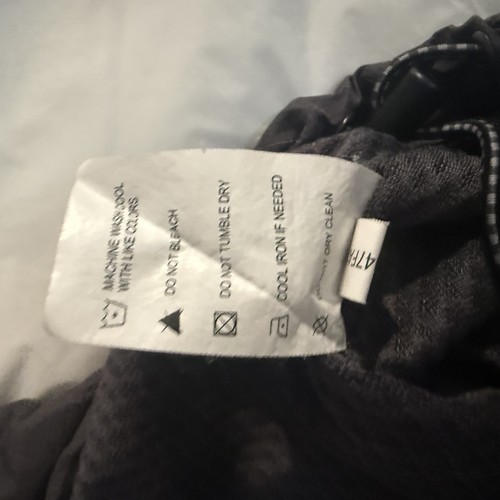 MACHINE WASH COOL
WITH LIKE COLORS
DO NOT BLEACH
DO NOT TUMBLE DRY
COOL IRON IF NEEDED
DRY CLEAN